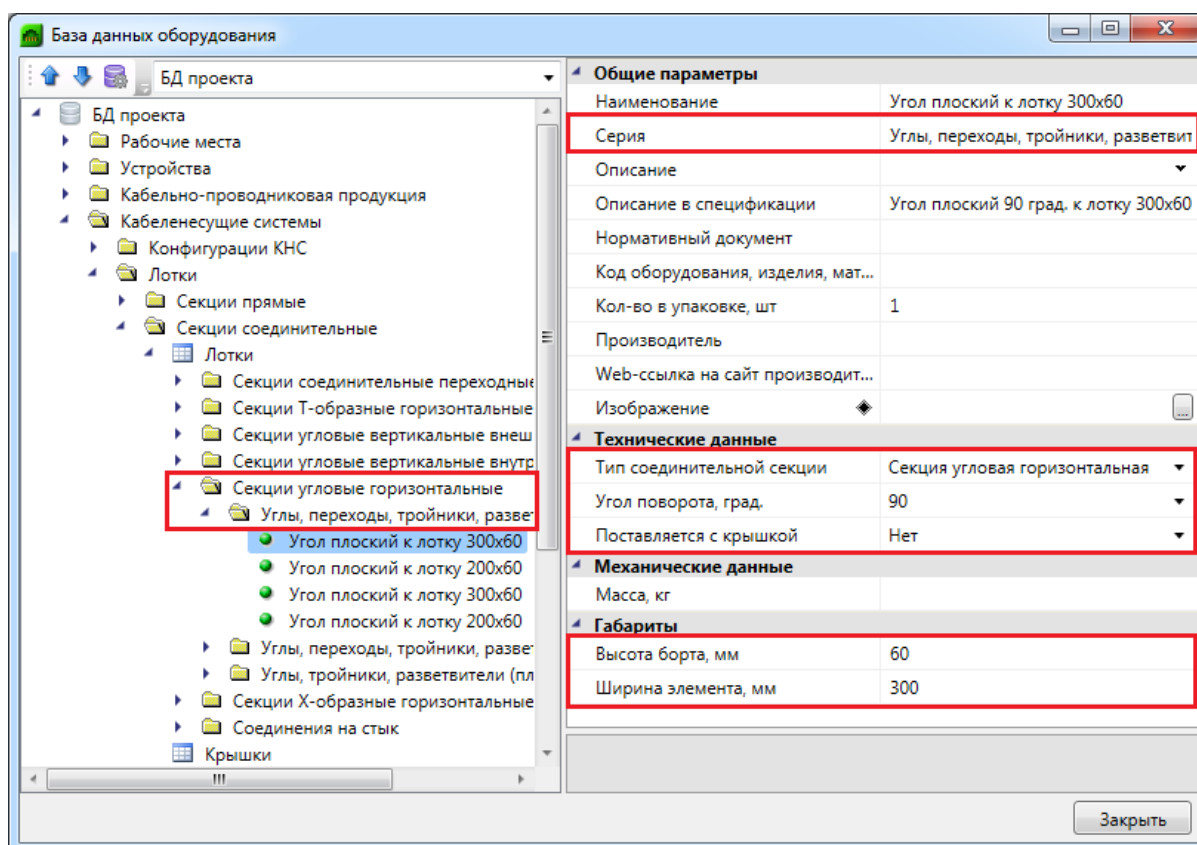 База данных оборудования
БД проекта
БД проекта
Рабочие места
Устройства
Кабельно-проводниковая продукция
Кабеленесущие системы
Конфигурации КНС
Лотки
Секции прямые
Секции соединительные
Лотки
Секции соединительные переходные
Секции Т-образные горизонтальные
Секции угловые вертикальные внеш
Секции угловые вертикальные внутр
Секции угловые горизонтальные
Углы, переходы, тройники, развет
Угол плоский к лотку 300x60
Угол плоский к лотку 200x60
Угол плоский к лотку 300x60
Угол плоский к лотку 200x60
Углы, переходы, тройники, развет
Углы, тройники, разветвители (пл
Секции Х-образные горизонтальные
Соединения на стык
Крышки
Общие параметры
Наименование Угол плоский к лотку 300x60
Серия Углы, переходы, тройники, разветвит
Описание
Описание в спецификации Угол плоский 90 град. к лотку 300x60
Нормативный документ
Код оборудования, изделия, мат...
Кол-во в упаковке, шт 1
Производитель
Web-ссылка на сайт производит...
Изображение ...
Технические данные
Тип соединительной секции Секция угловая горизонтальная
Угол поворота, град. 90
Поставляется с крышкой Нет
Механические данные
Масса, кг
Габариты
Высота борта, мм 60
Ширина элемента, мм 300
Закрыть